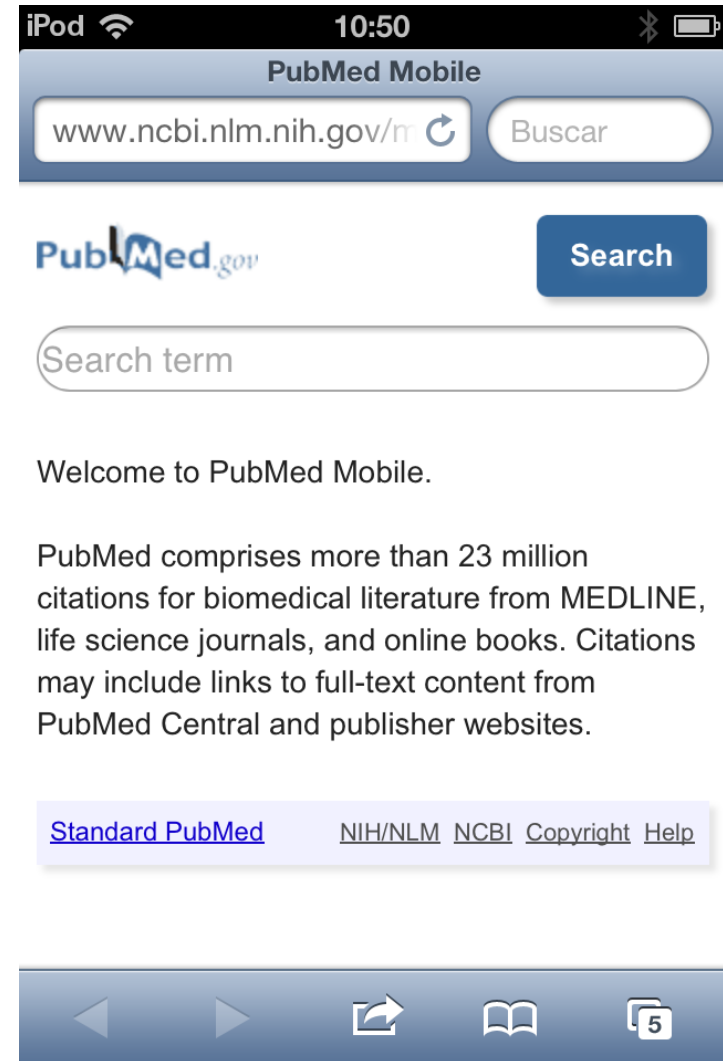 iPod 10:50
PubMed Mobile
www.ncbi.nlm.nih.gov/m Buscar
PubMed.gov Search
Search term
Welcome to PubMed Mobile.
PubMed comprises more than 23 million
citations for biomedical literature from MEDLINE,
life science journals, and online books. Citations
may include links to full-text content from
PubMed Central and publisher websites.
Standard PubMed NIH/NLM NCBI Copyright Help
5